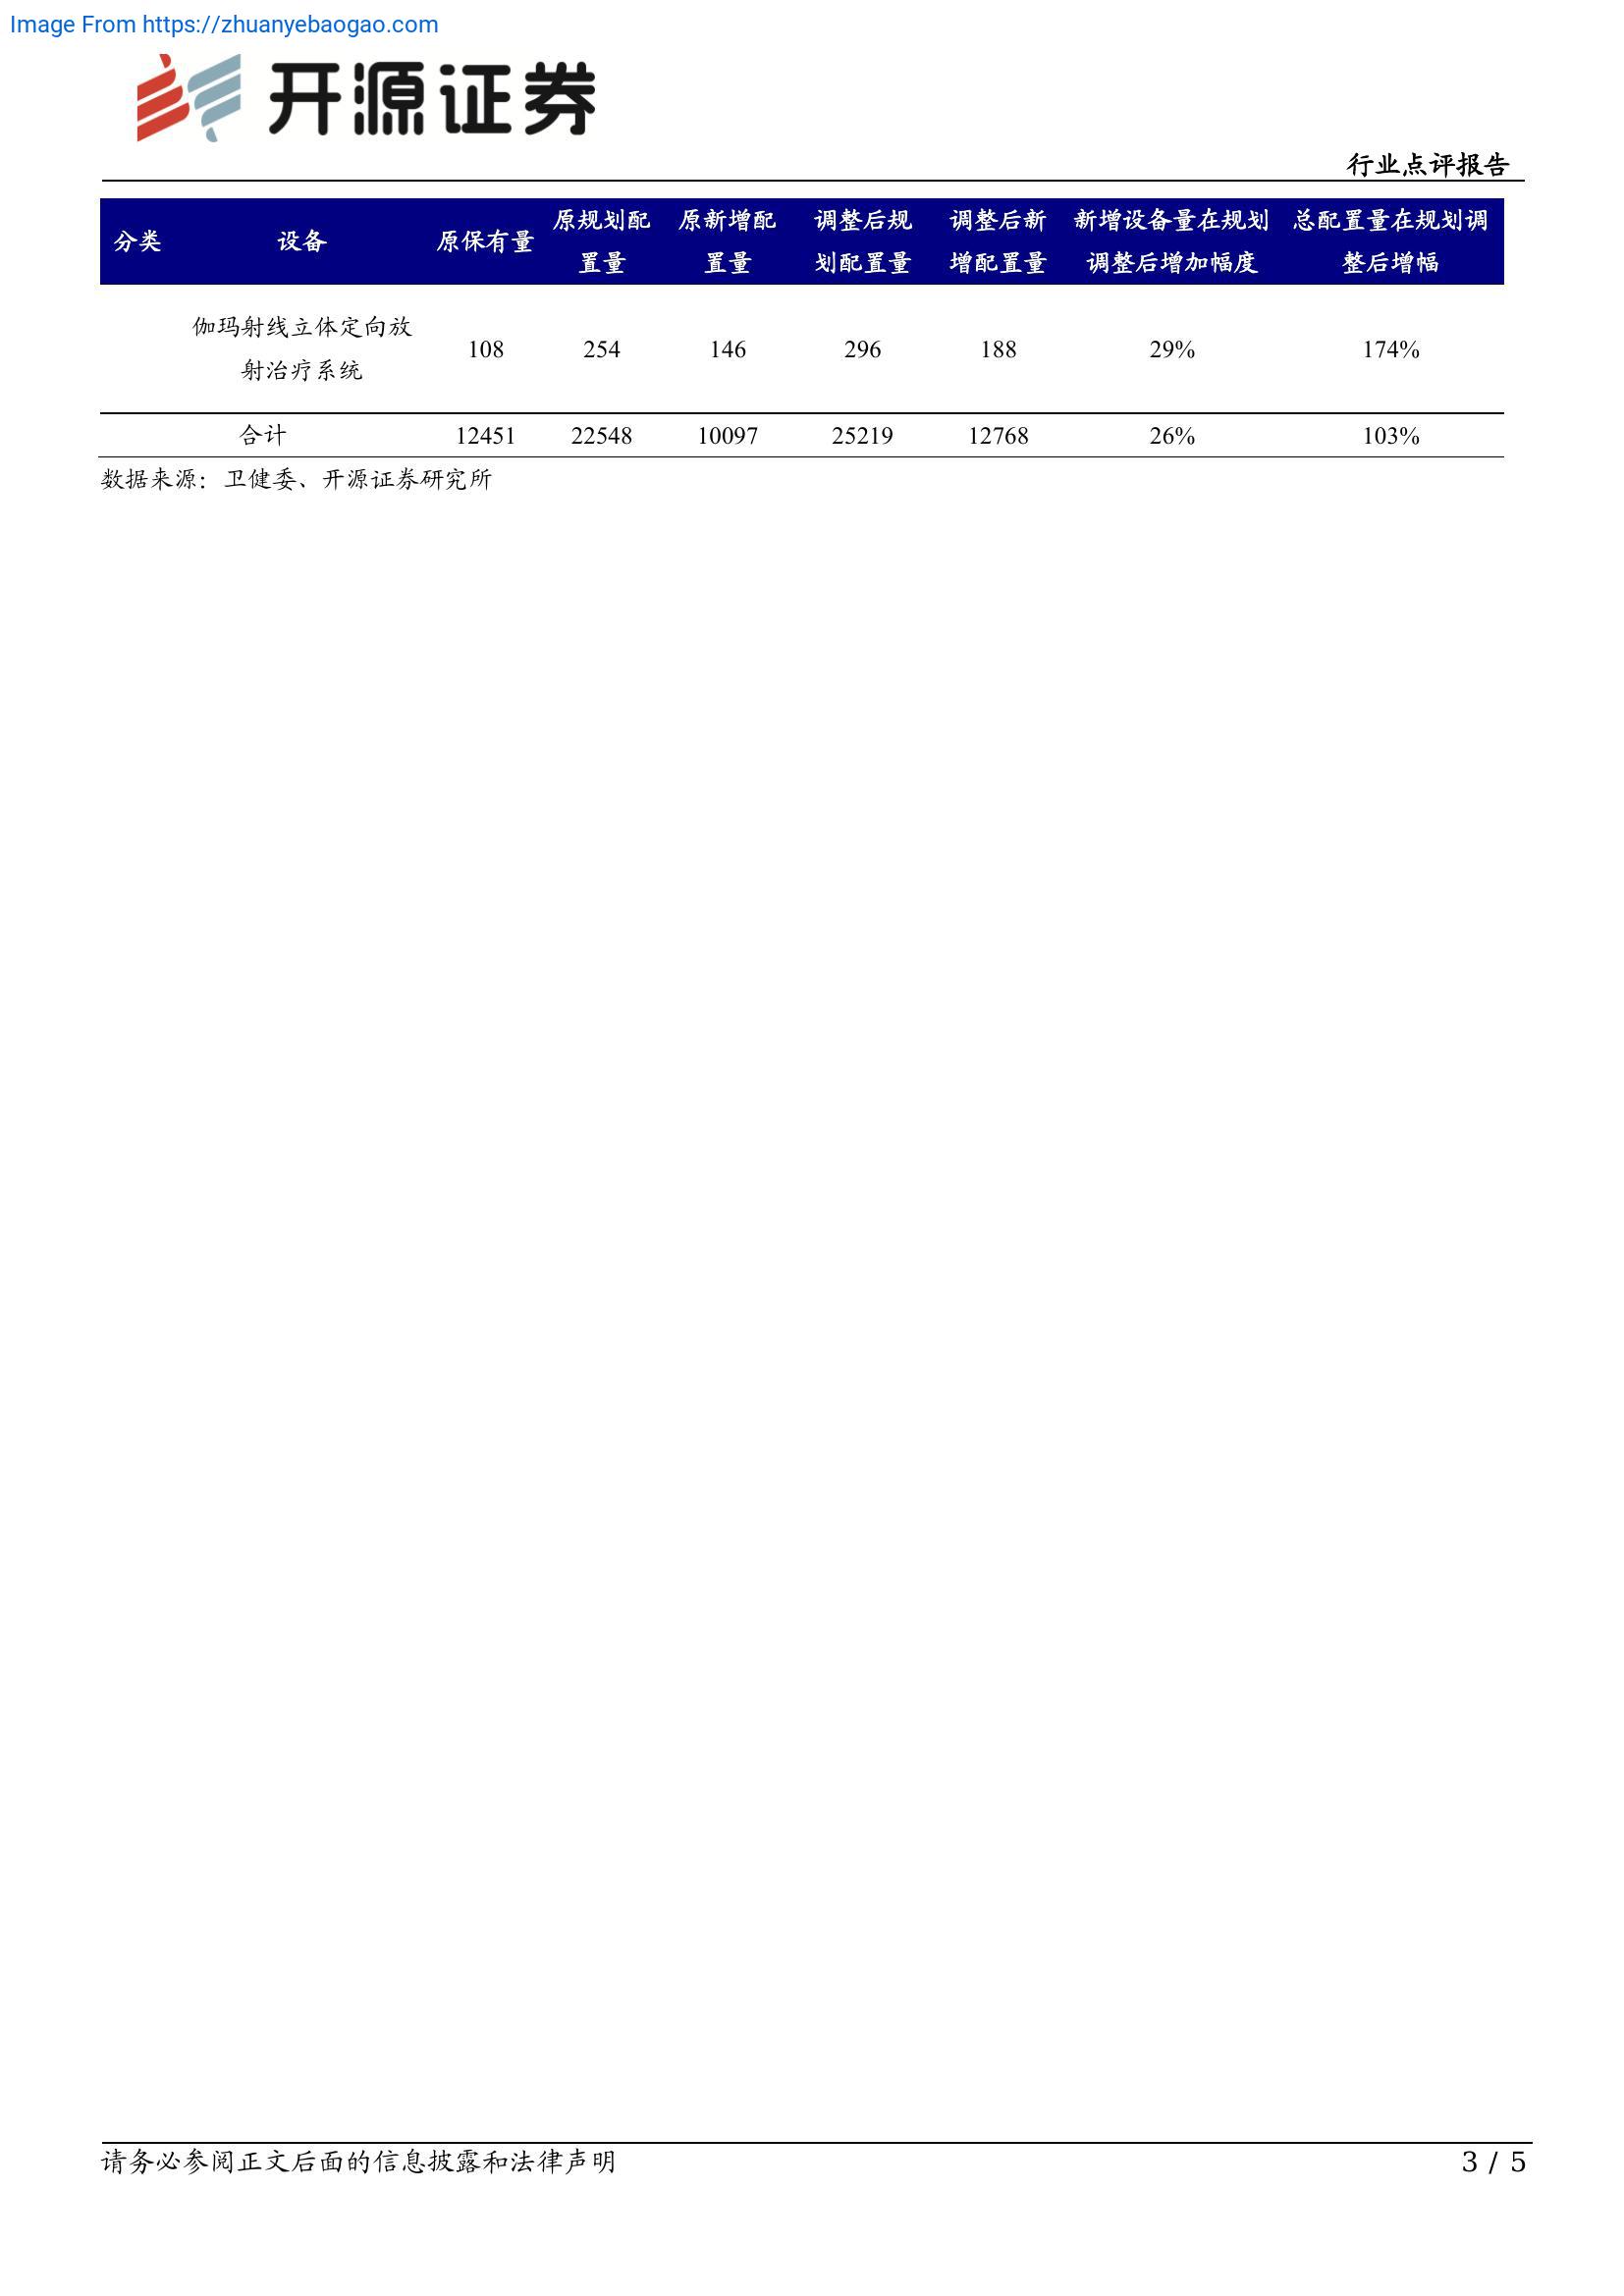 Image From https://zhuanyebaogao.com
开源证券
行业点评报告
分类 设备 原保有量 原规划配置量 原新增配置量 调整后规划配置量 调整后新增配置量 新增设备量在规划调整后增加幅度 总配置量在规划调整后增幅
伽玛射线立体定向放射治疗系统 108 254 146 296 188 29% 174%
合计 12451 22548 10097 25219 12768 26% 103%
数据来源：卫健委、开源证券研究所
请务必参阅正文后面的信息披露和法律声明 3 / 5